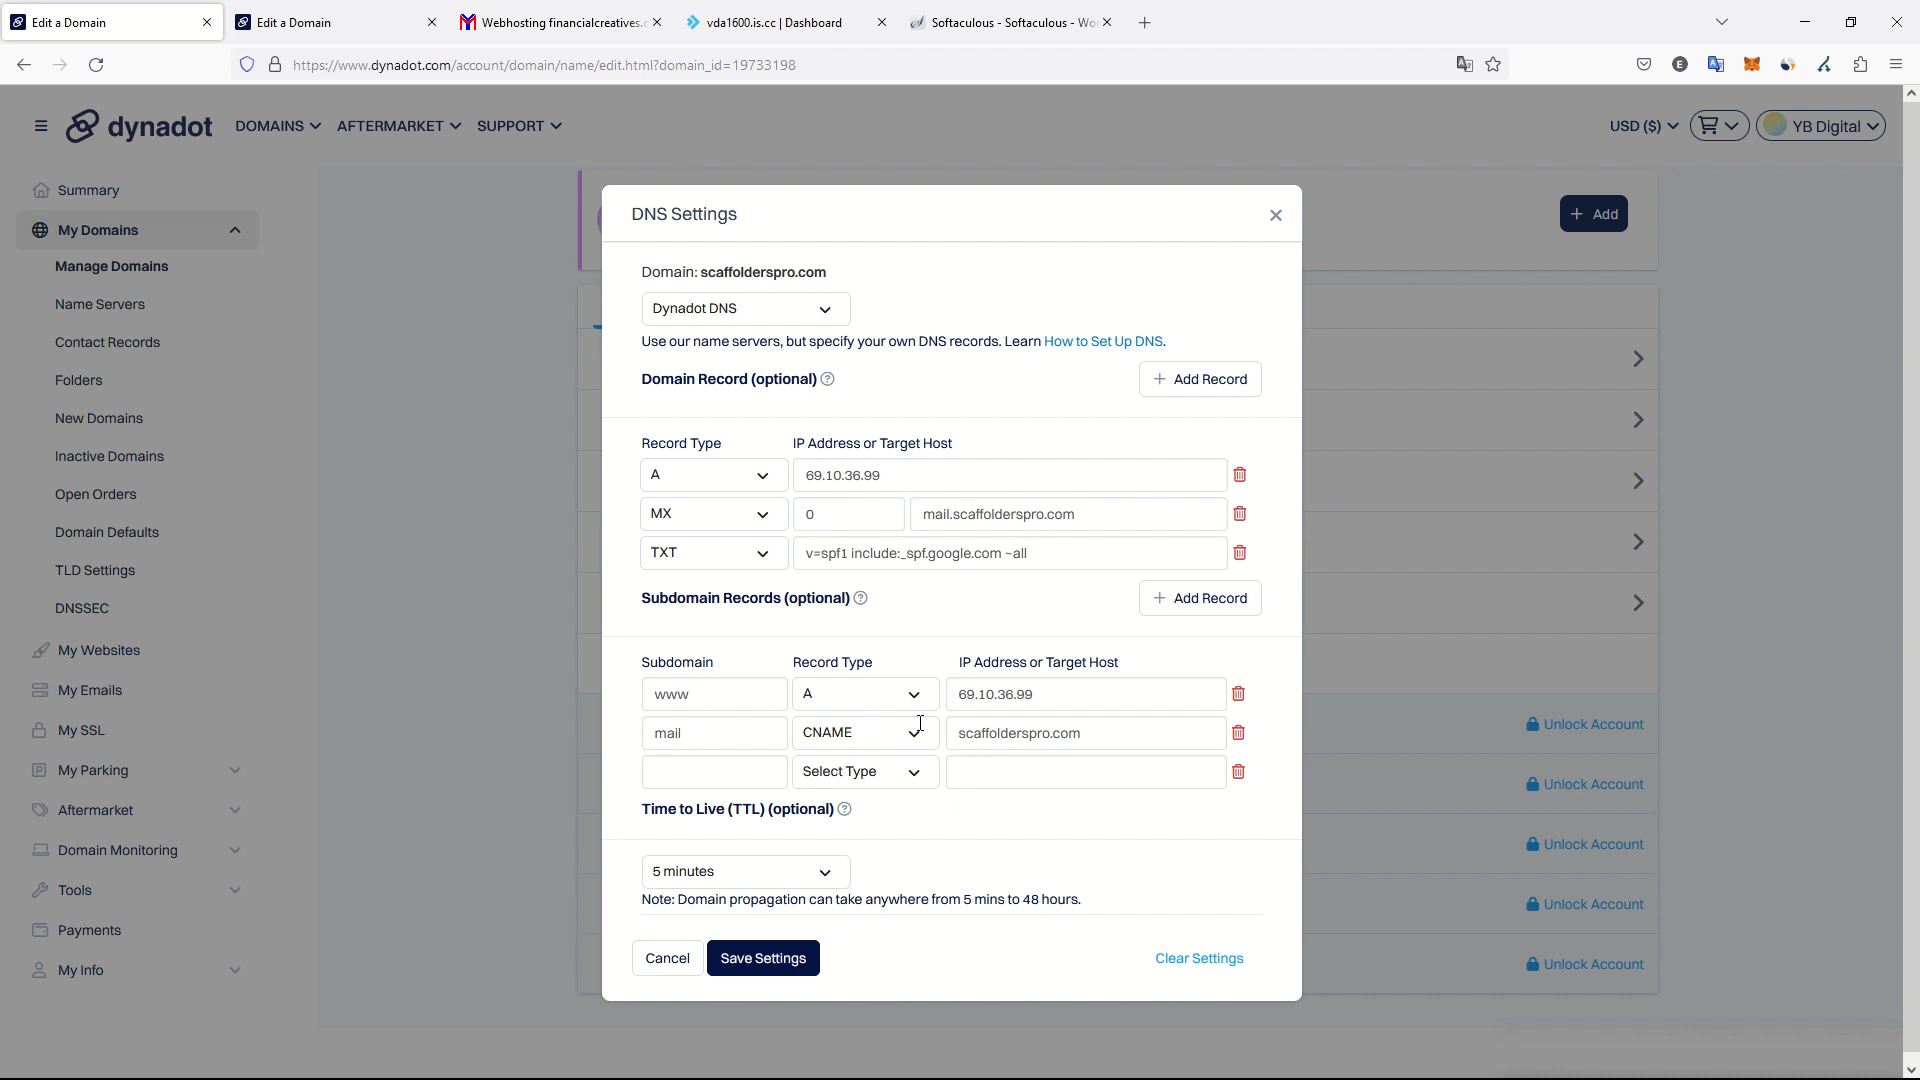 Edit a Domain
Edit a Domain
Webhosting financialcreatives.c
vda1600.is.cc | Dashboard
Softaculous - Softaculous - Wo
https://www.dynadot.com/account/domain/name/edit.html?domain_id=19733198
E
dynadot
DOMAINS
AFTERMARKET
SUPPORT
USD ($)
YB Digital
Summary
My Domains
Manage Domains
Name Servers
Contact Records
Folders
New Domains
Inactive Domains
Open Orders
Domain Defaults
TLD Settings
DNSSEC
My Websites
My Emails
My SSL
My Parking
Aftermarket
Domain Monitoring
Tools
Payments
My Info
+ Add
DNS Settings
Domain: scaffolderspro.com
Dynadot DNS
Use our name servers, but specify your own DNS records. Learn How to Set Up DNS.
Domain Record (optional) ?
+ Add Record
Record Type IP Address or Target Host
A 69.10.36.99
MX 0 mail.scaffolderspro.com
TXT v=spf1 include:_spf.google.com ~all
Subdomain Records (optional) ?
+ Add Record
Subdomain Record Type IP Address or Target Host
www A 69.10.36.99
mail CNAME scaffolderspro.com
Select Type
Time to Live (TTL) (optional) ?
5 minutes
Note: Domain propagation can take anywhere from 5 mins to 48 hours.
Cancel
Save Settings
Clear Settings
Unlock Account
Unlock Account
Unlock Account
Unlock Account
Unlock Account